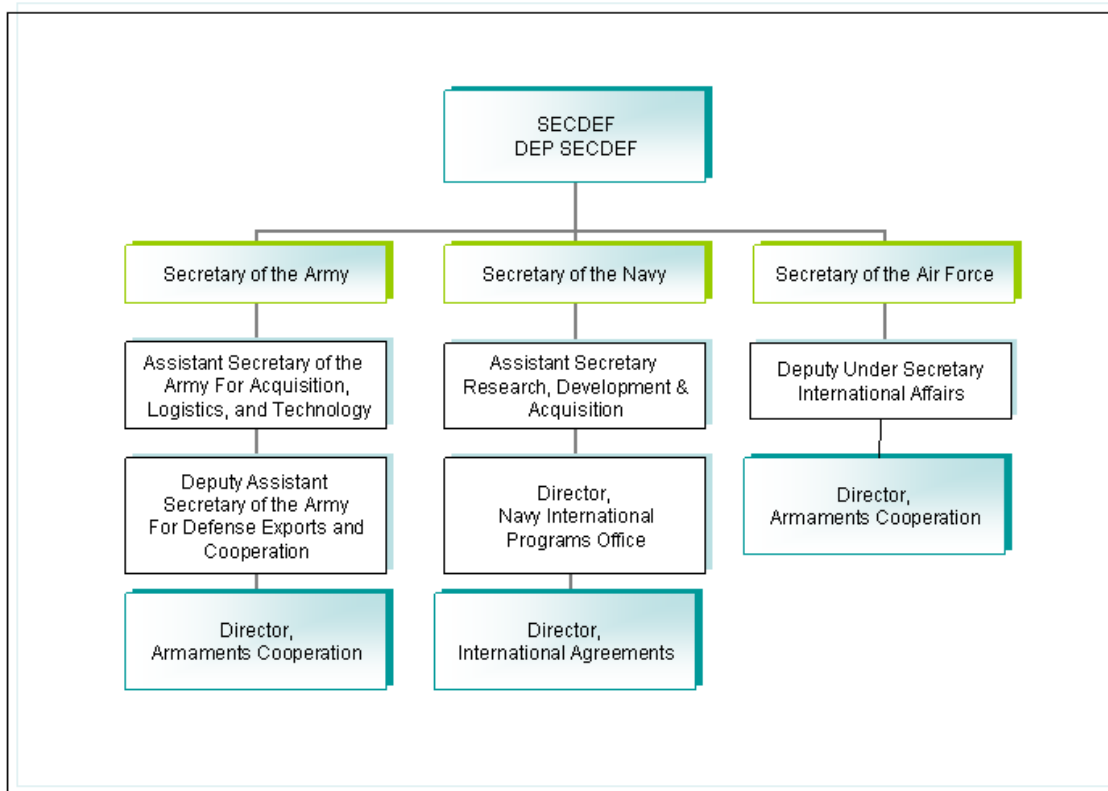 SECDEF
DEP SECDEF
Secretary of the Army
Secretary of the Navy
Secretary of the Air Force
Assistant Secretary of the
Army For Acquisition,
Logistics, and Technology
Assistant Secretary
Research, Development &
Acquisition
Deputy Under Secretary
International Affairs
Deputy Assistant
Secretary of the Army
For Defense Exports and
Cooperation
Director,
Navy International
Programs Office
Director,
Armaments Cooperation
Director,
Armaments Cooperation
Director,
International Agreements